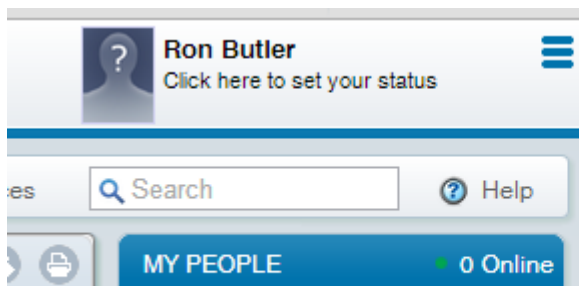 Ron Butler
Click here to set your status
Search
Help
MY PEOPLE
0 Online